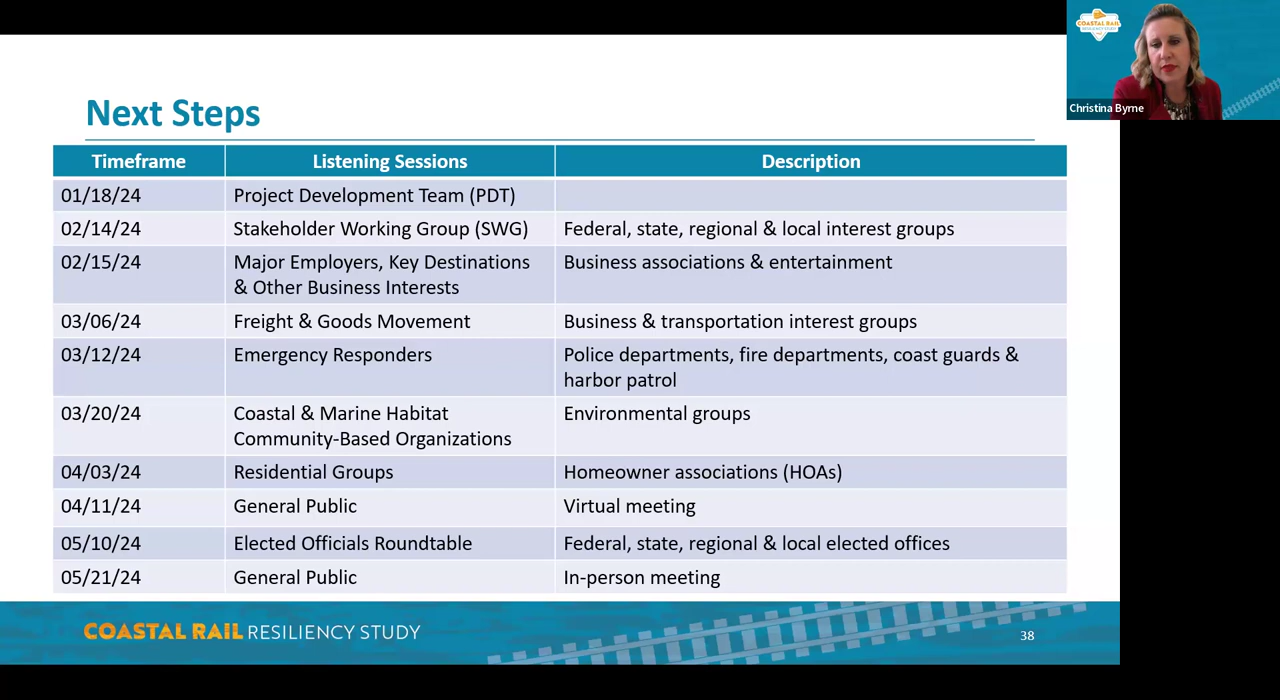 COASTAL RAIL
RESILIENCY STUDY
Christina Byrne
Next Steps
Timeframe Listening Sessions Description
01/18/24 Project Development Team (PDT)
02/14/24 Stakeholder Working Group (SWG) Federal, state, regional & local interest groups
02/15/24 Major Employers, Key Destinations Business associations & entertainment
& Other Business Interests
03/06/24 Freight & Goods Movement Business & transportation interest groups
03/12/24 Emergency Responders Police departments, fire departments, coast guards &
harbor patrol
03/20/24 Coastal & Marine Habitat Environmental groups
Community-Based Organizations
04/03/24 Residential Groups Homeowner associations (HOAs)
04/11/24 General Public Virtual meeting
05/10/24 Elected Officials Roundtable Federal, state, regional & local elected offices
05/21/24 General Public In-person meeting
COASTAL RAIL RESILIENCY STUDY
38